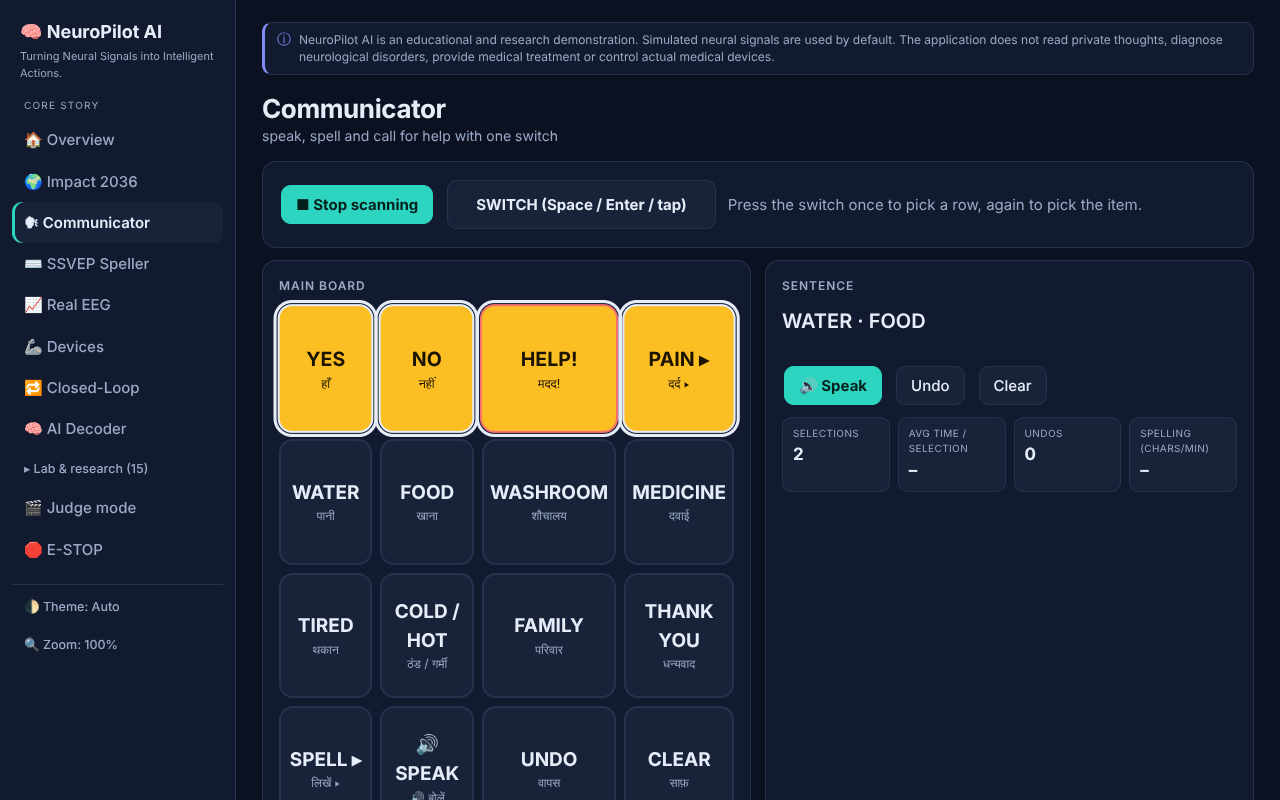 🧠 NeuroPilot AI
Turning Neural Signals into Intelligent
Actions.
CORE STORY
🏠 Overview
🌍 Impact 2036
🗣 Communicator
⌨️ SSVEP Speller
📈 Real EEG
🦾 Devices
🔁 Closed-Loop
🧠 AI Decoder
▸ Lab & research (15)
🎬 Judge mode
🛑 E-STOP
🌓 Theme: Auto
🔍 Zoom: 100%
ⓘ NeuroPilot AI is an educational and research demonstration. Simulated neural signals are used by default. The application does not read private thoughts, diagnose
neurological disorders, provide medical treatment or control actual medical devices.
Communicator
speak, spell and call for help with one switch
■ Stop scanning
SWITCH (Space / Enter / tap)
Press the switch once to pick a row, again to pick the item.
MAIN BOARD
YES
हाँ
NO
नहीं
HELP!
मदद!
PAIN ▸
दर्द ▸
WATER
पानी
FOOD
खाना
WASHROOM
शौचालय
MEDICINE
दवाई
TIRED
थकान
COLD /
HOT
ठंड / गर्मी
FAMILY
परिवार
THANK
YOU
धन्यवाद
SPELL ▸
लिखें ▸
🔊
SPEAK
🔊 बोलें
UNDO
वापस
CLEAR
साफ़
SENTENCE
WATER · FOOD
🔊 Speak
Undo
Clear
SELECTIONS
2
AVG TIME /
SELECTION
–
UNDOS
0
SPELLING
(CHARS/MIN)
–